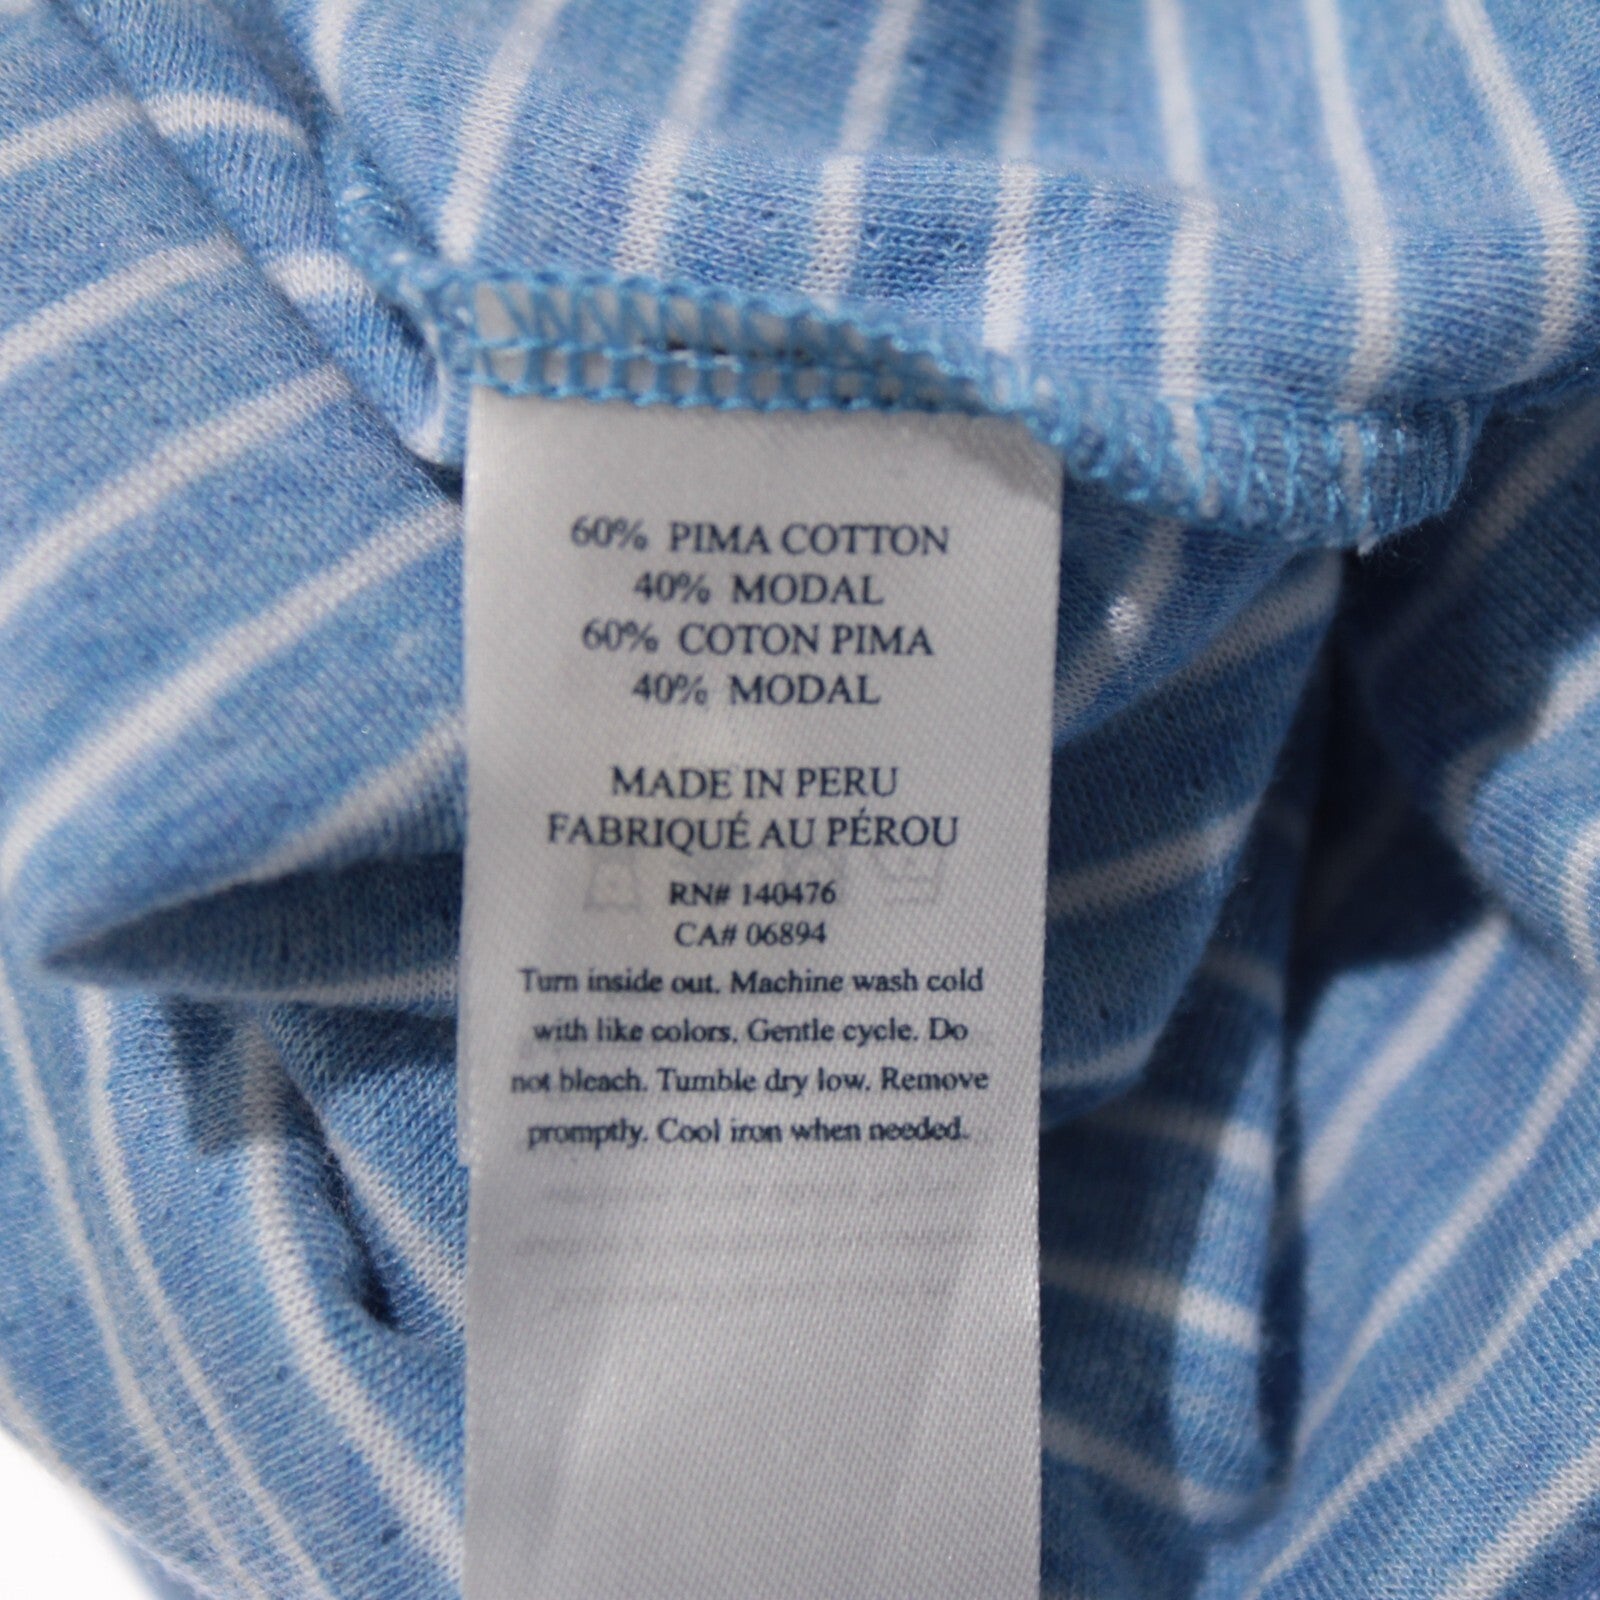 60% PIMA COTTON
40% MODAL
60% COTON PIMA
40% MODAL
MADE IN PERU
FABRIQUÉ AU PÉROU
RN# 140476
CA# 06894
Turn inside out. Machine wash cold
with like colors. Gentle cycle. Do
not bleach. Tumble dry low. Remove
promptly. Cool iron when needed.